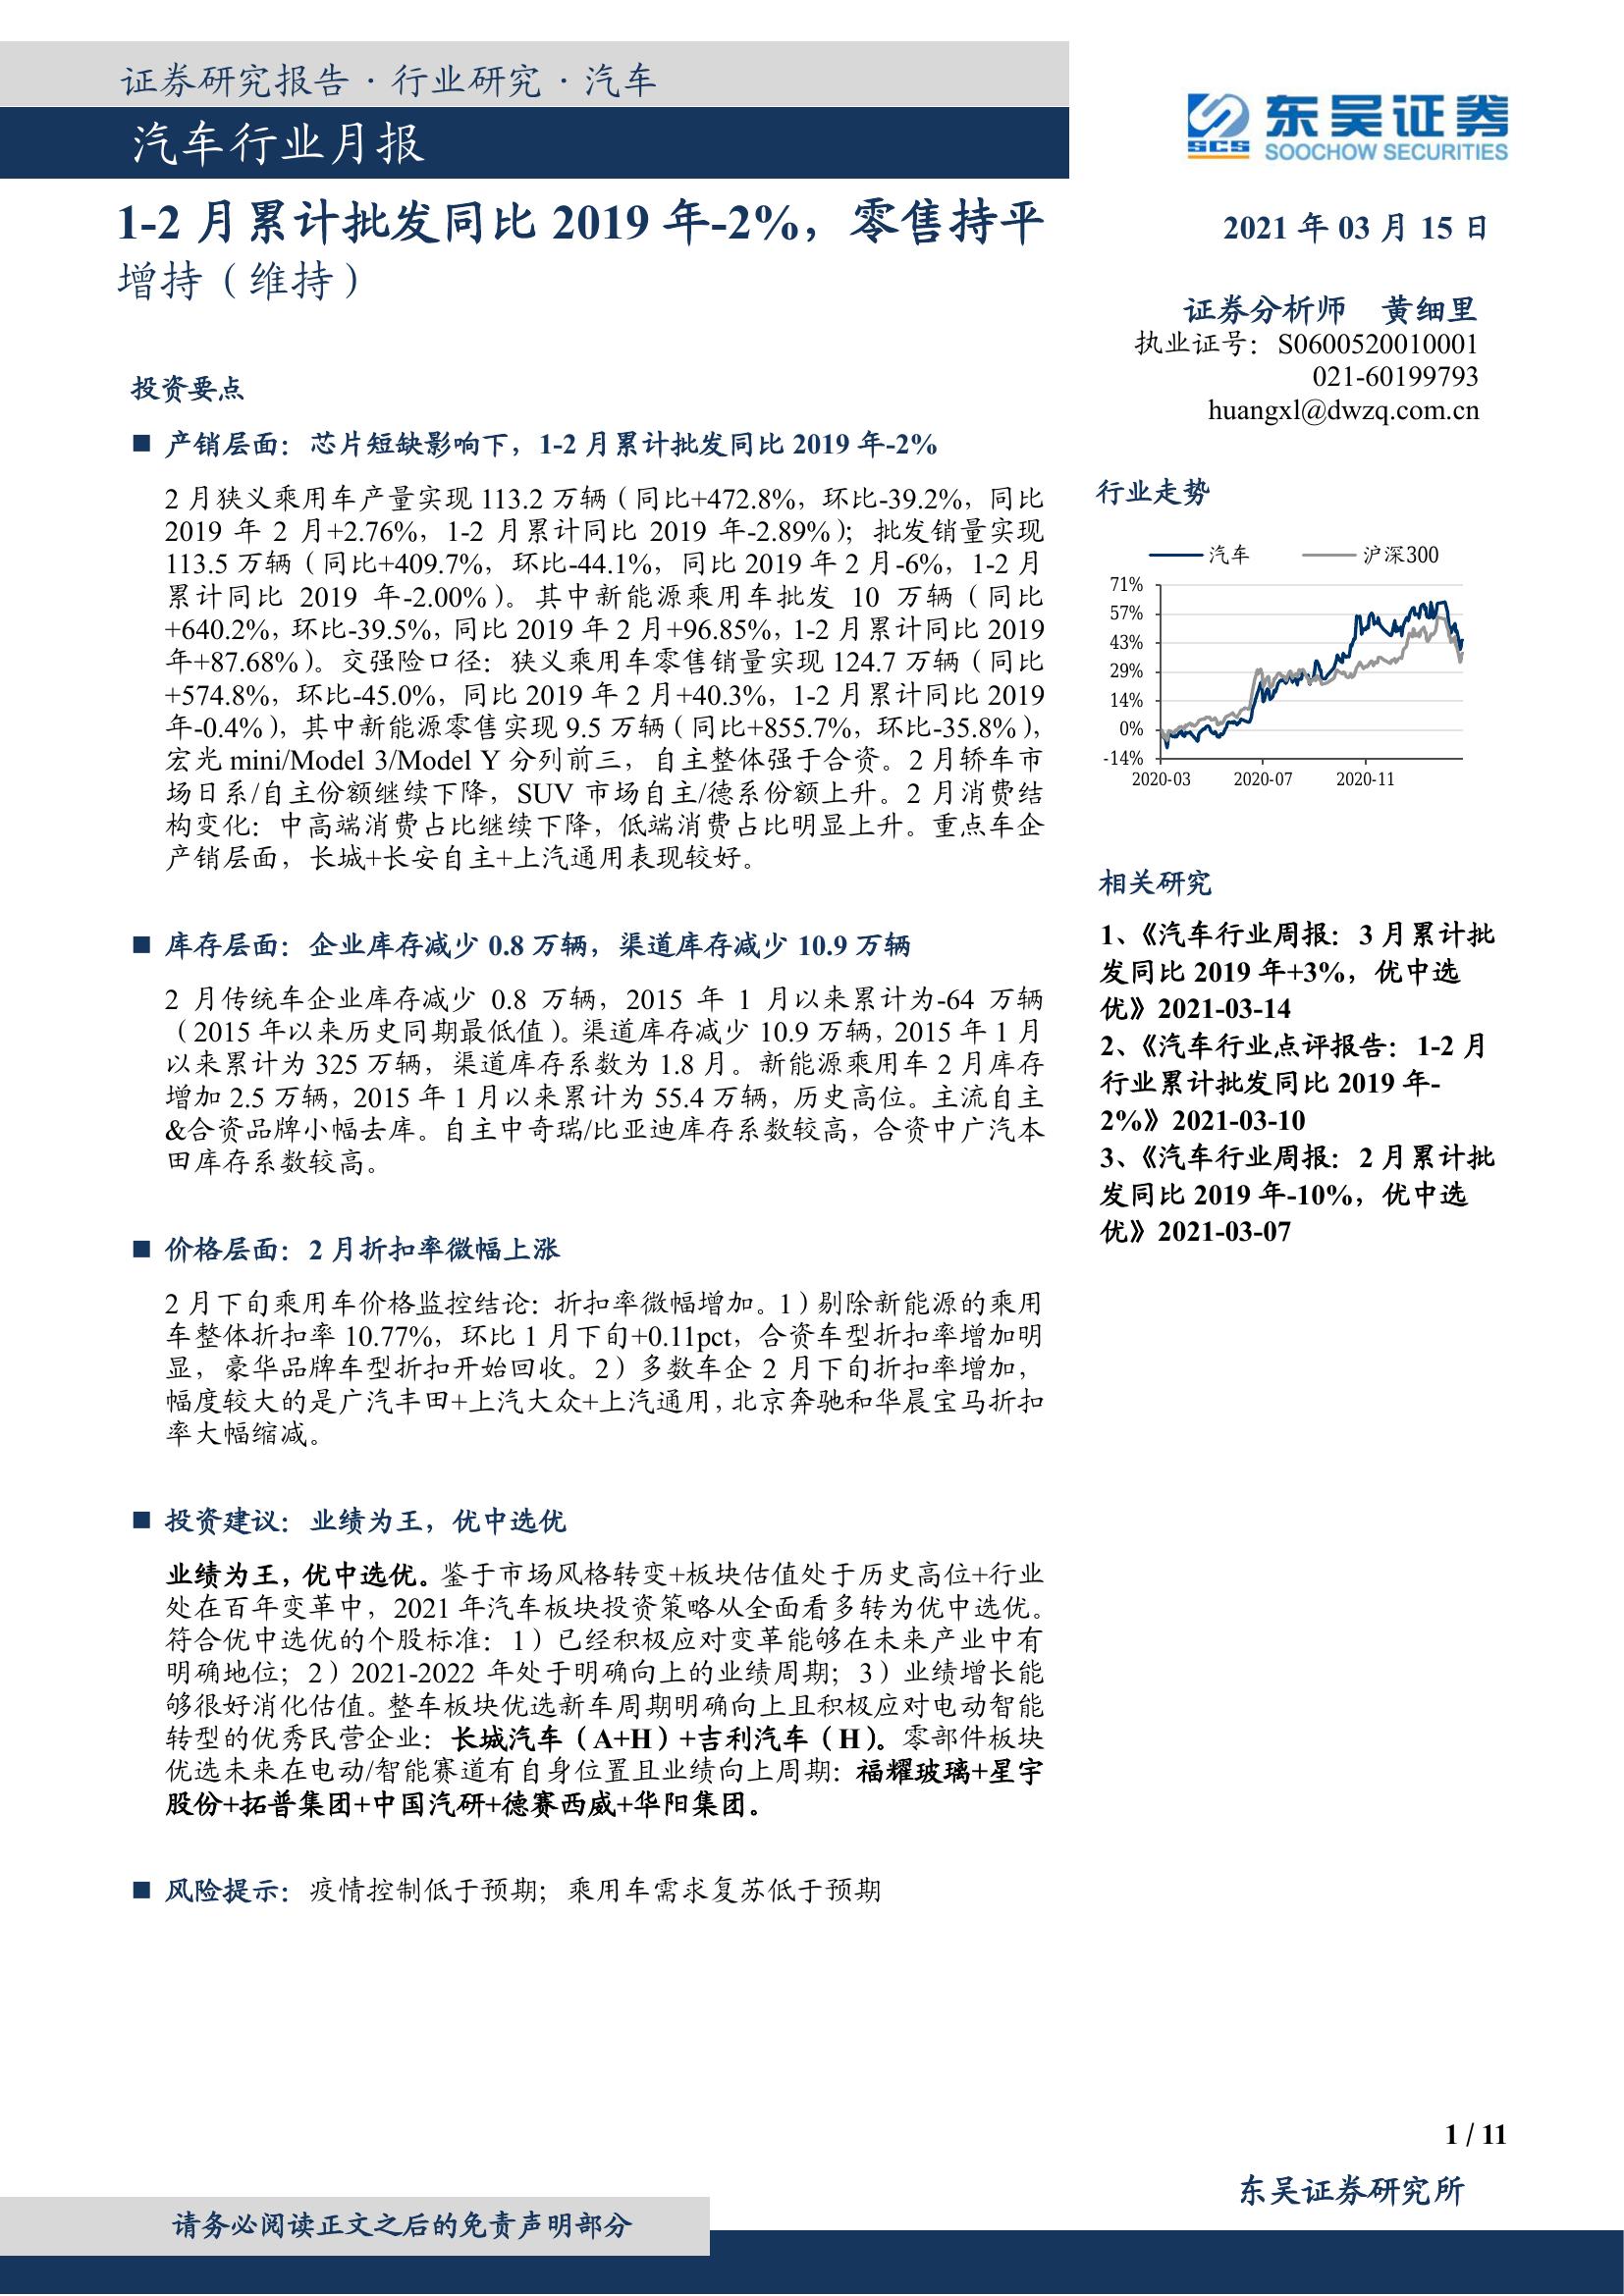 证券研究报告 · 行业研究 · 汽车
汽车行业月报
东吴证券
SCS
SOOCHOW SECURITIES
1-2 月累计批发同比 2019 年-2%，零售持平
增持（维持）
2021 年 03 月 15 日
证券分析师 黄细里
执业证号：S0600520010001
021-60199793
huangxl@dwzq.com.cn
投资要点
■ 产销层面：芯片短缺影响下，1-2 月累计批发同比 2019 年-2%
2 月狭义乘用车产量实现 113.2 万辆（同比+472.8%，环比-39.2%，同比
2019 年 2 月+2.76%，1-2 月累计同比 2019 年-2.89%）；批发销量实现
113.5 万辆（同比+409.7%，环比-44.1%，同比 2019 年 2 月-6%，1-2 月
累计同比 2019 年-2.00%）。其中新能源乘用车批发 10 万辆（同比
+640.2%，环比-39.5%，同比 2019 年 2 月+96.85%，1-2 月累计同比 2019
年+87.68%）。交强险口径：狭义乘用车零售销量实现 124.7 万辆（同比
+574.8%，环比-45.0%，同比 2019 年 2 月+40.3%，1-2 月累计同比 2019
年-0.4%），其中新能源零售实现 9.5 万辆（同比+855.7%，环比-35.8%），
宏光 mini/Model 3/Model Y 分列前三，自主整体强于合资。2 月轿车市
场日系/自主份额继续下降，SUV 市场自主/德系份额上升。2 月消费结
构变化：中高端消费占比继续下降，低端消费占比明显上升。重点车企
产销层面，长城+长安自主+上汽通用表现较好。
■ 库存层面：企业库存减少 0.8 万辆，渠道库存减少 10.9 万辆
2 月传统车企业库存减少 0.8 万辆，2015 年 1 月以来累计为-64 万辆
（2015 年以来历史同期最低值）。渠道库存减少 10.9 万辆，2015 年 1 月
以来累计为 325 万辆，渠道库存系数为 1.8 月。新能源乘用车 2 月库存
增加 2.5 万辆，2015 年 1 月以来累计为 55.4 万辆，历史高位。主流自主
&合资品牌小幅去库。自主中奇瑞/比亚迪库存系数较高，合资中广汽本
田库存系数较高。
■ 价格层面：2 月折扣率微幅上涨
2 月下旬乘用车价格监控结论：折扣率微幅增加。1）剔除新能源的乘用
车整体折扣率 10.77%，环比 1 月下旬+0.11pct，合资车型折扣率增加明
显，豪华品牌车型折扣开始回收。2）多数车企 2 月下旬折扣率增加，
幅度较大的是广汽丰田+上汽大众+上汽通用，北京奔驰和华晨宝马折扣
率大幅缩减。
■ 投资建议：业绩为王，优中选优
业绩为王，优中选优。鉴于市场风格转变+板块估值处于历史高位+行业
处在百年变革中，2021 年汽车板块投资策略从全面看多转为优中选优。
符合优中选优的个股标准：1）已经积极应对变革能够在未来产业中有
明确地位；2）2021-2022 年处于明确向上的业绩周期；3）业绩增长能
够很好消化估值。整车板块优选新车周期明确向上且积极应对电动智能
转型的优秀民营企业：长城汽车（A+H）+吉利汽车（H）。零部件板块
优选未来在电动/智能赛道有自身位置且业绩向上周期：福耀玻璃+星宇
股份+拓普集团+中国汽研+德赛西威+华阳集团。
■ 风险提示：疫情控制低于预期；乘用车需求复苏低于预期
行业走势
汽车 沪深300
71%
57%
43%
29%
14%
0%
-14%
2020-03 2020-07 2020-11
相关研究
1、《汽车行业周报：3 月累计批
发同比 2019 年+3%，优中选
优》2021-03-14
2、《汽车行业点评报告：1-2 月
行业累计批发同比 2019 年-
2%》2021-03-10
3、《汽车行业周报：2 月累计批
发同比 2019 年-10%，优中选
优》2021-03-07
1 / 11
东吴证券研究所
请务必阅读正文之后的免责声明部分